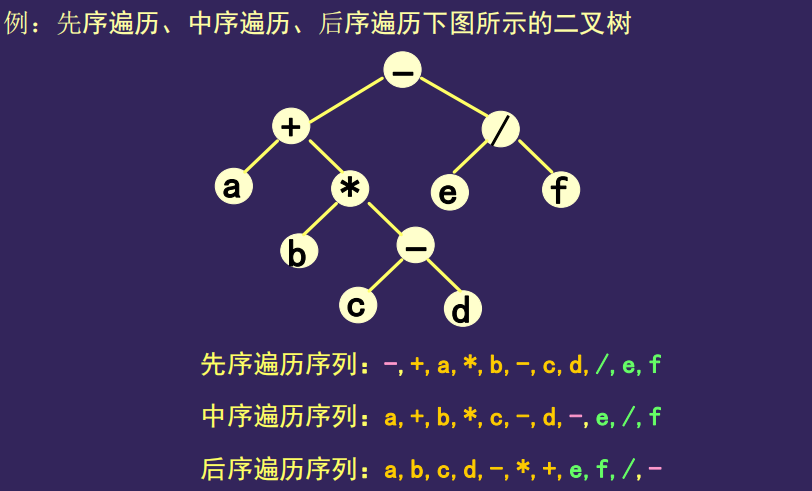 例：先序遍历、中序遍历、后序遍历下图所示的二叉树
−
+ /
a * e f
b −
c d
先序遍历序列：−,+,a,*,b,−,c,d,/,e,f
中序遍历序列：a,+,b,*,c,−,d,−,e,/,f
后序遍历序列：a,b,c,d,−,*,+,e,f,/,−